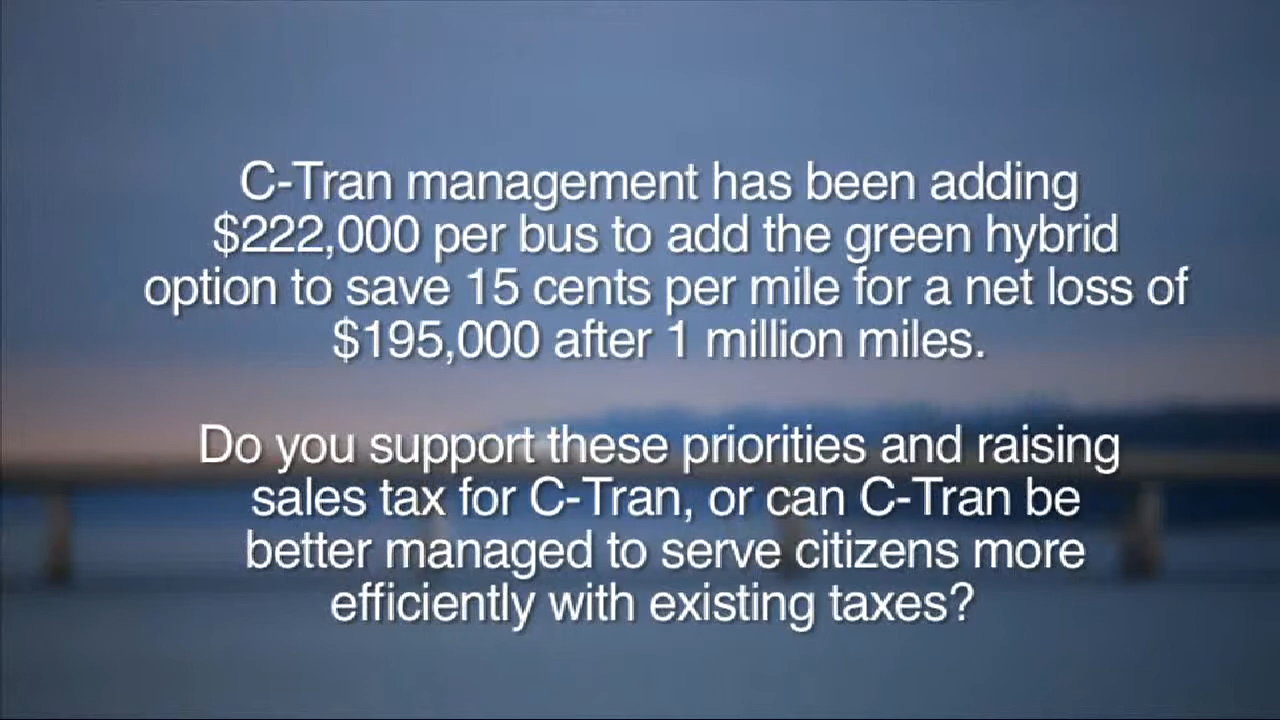 C-Tran management has been adding
$222,000 per bus to add the green hybrid
option to save 15 cents per mile for a net loss of
$195,000 after 1 million miles.
Do you support these priorities and raising
sales tax for C-Tran, or can C-Tran be
better managed to serve citizens more
efficiently with existing taxes?